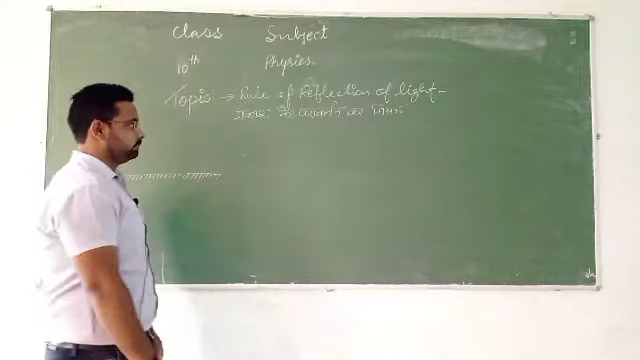 Class Subject
10th Physics
Topic → Rule of Reflection of light -
प्रकाश के परावर्तन का नियम